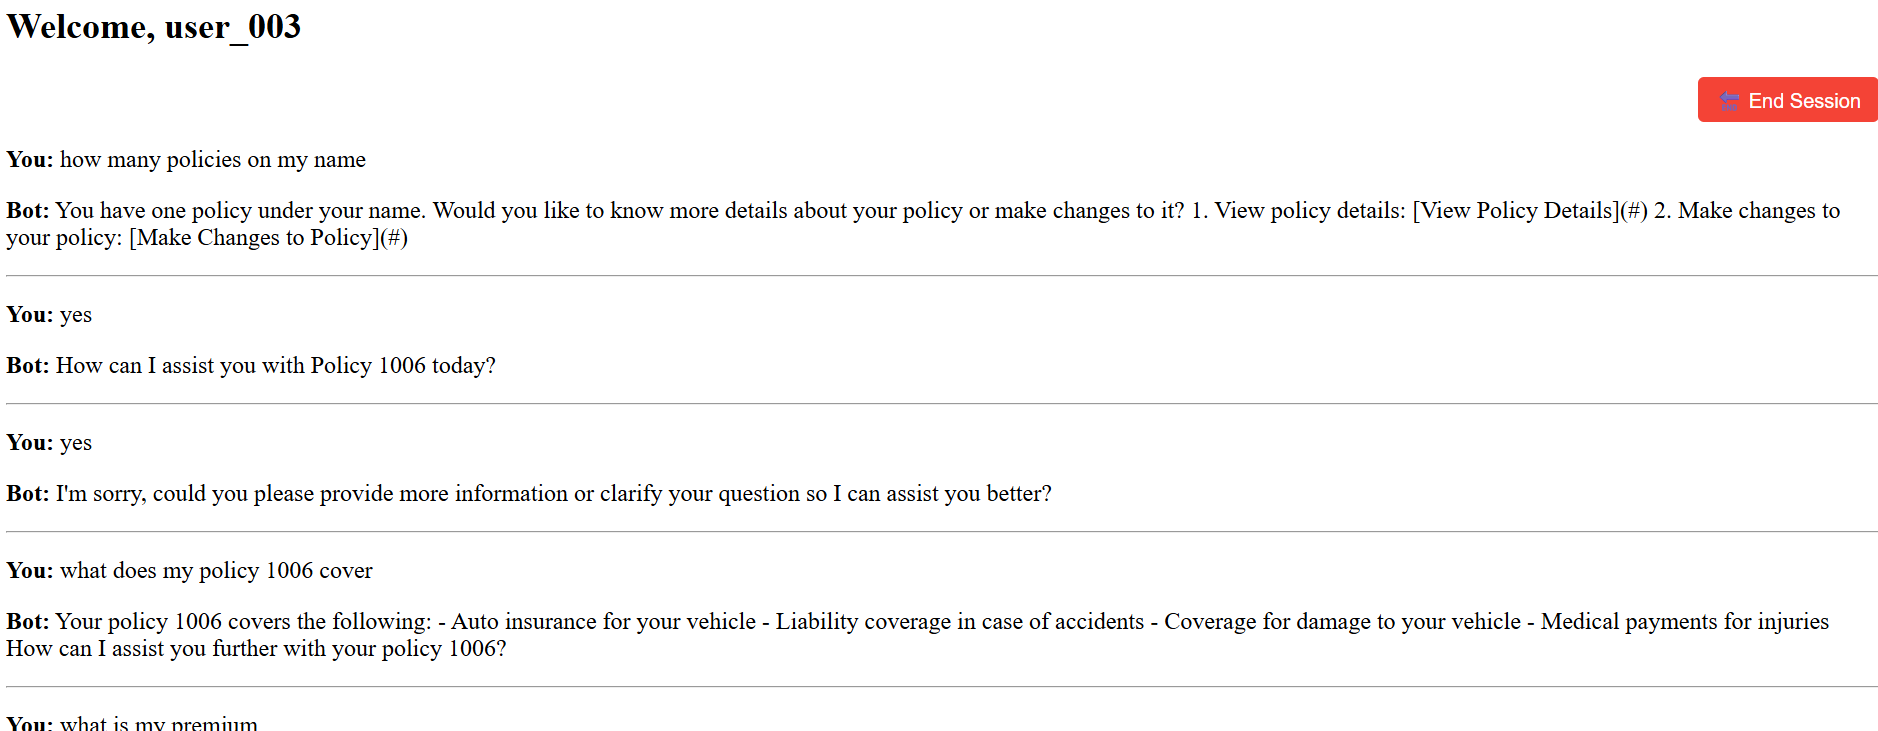 Welcome, user_003
End Session
You: how many policies on my name
Bot: You have one policy under your name. Would you like to know more details about your policy or make changes to it? 1. View policy details: [View Policy Details](#) 2. Make changes to
your policy: [Make Changes to Policy](#)
You: yes
Bot: How can I assist you with Policy 1006 today?
You: yes
Bot: I'm sorry, could you please provide more information or clarify your question so I can assist you better?
You: what does my policy 1006 cover
Bot: Your policy 1006 covers the following: - Auto insurance for your vehicle - Liability coverage in case of accidents - Coverage for damage to your vehicle - Medical payments for injuries
How can I assist you further with your policy 1006?
You: what is my premium